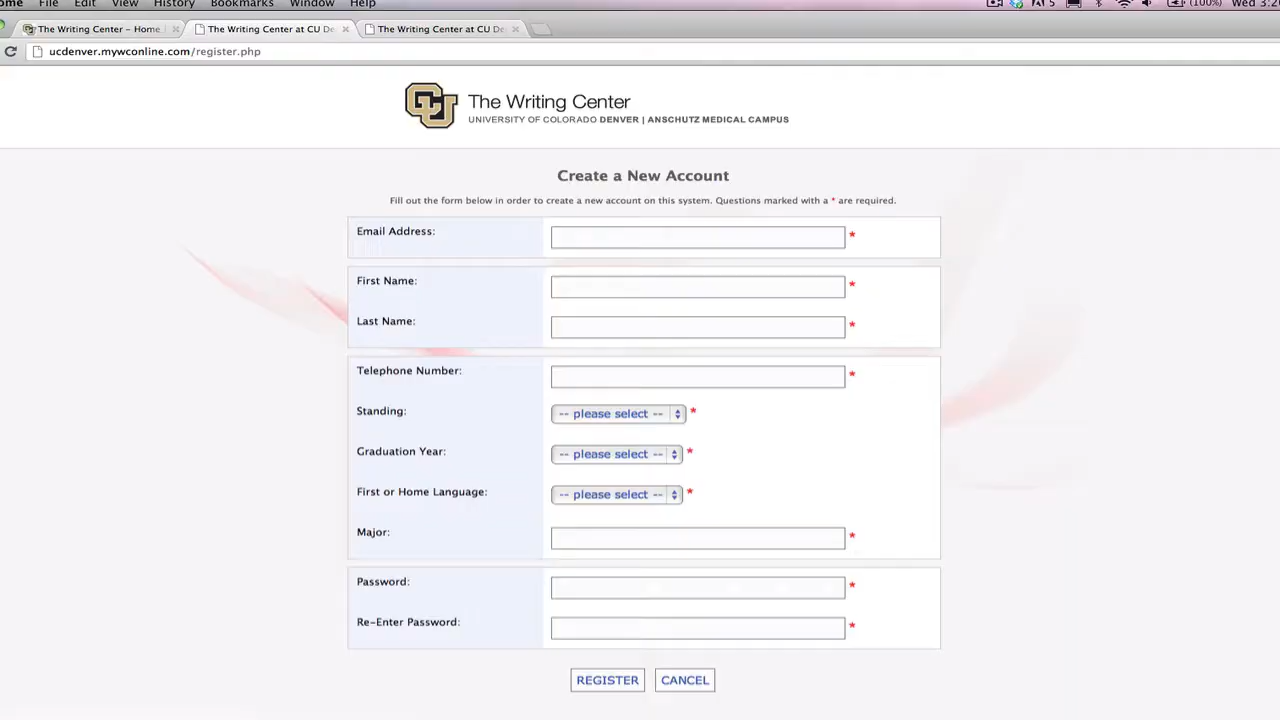 File Edit View History Bookmarks Window Help
(100%) Wed
The Writing Center - Home
The Writing Center at CU De
The Writing Center at CU De
ucdenver.mywconline.com/register.php
The Writing Center
UNIVERSITY OF COLORADO DENVER | ANSCHUTZ MEDICAL CAMPUS
Create a New Account
Fill out the form below in order to create a new account on this system. Questions marked with a * are required.
Email Address: *
First Name: *
Last Name: *
Telephone Number: *
Standing: -- please select -- *
Graduation Year: -- please select -- *
First or Home Language: -- please select -- *
Major: *
Password: *
Re-Enter Password: *
REGISTER CANCEL